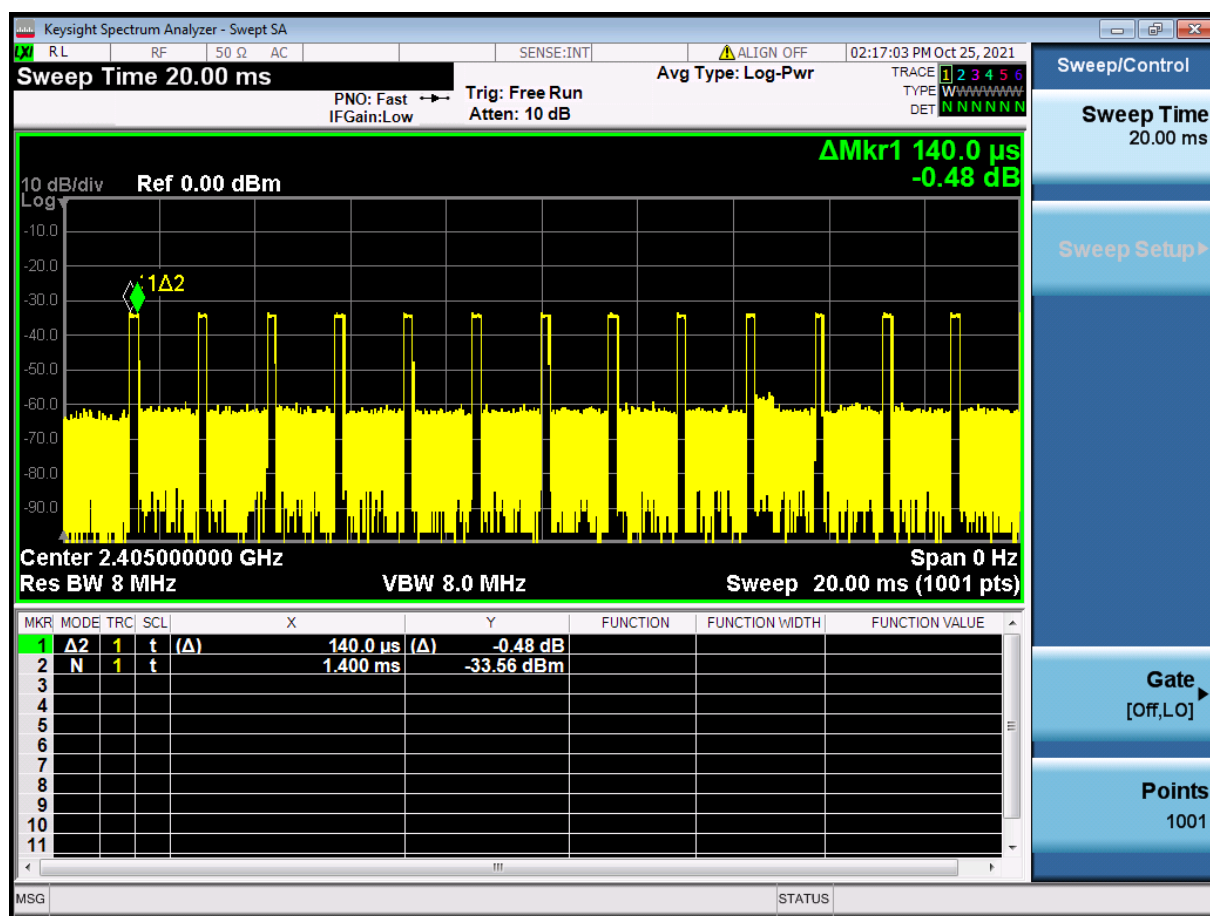 Keysight Spectrum Analyzer - Swept SA
LXI RL RF 50 Ω AC SENSE:INT ALIGN OFF 02:17:03 PM Oct 25, 2021
Sweep Time 20.00 ms
PNO: Fast
IFGain:Low
Trig: Free Run
Atten: 10 dB
Avg Type: Log-Pwr
TRACE 1 2 3 4 5 6
TYPE WWWWWW
DET N N N N N N
ΔMkr1 140.0 µs
-0.48 dB
10 dB/div Ref 0.00 dBm
Log
-10.0
-20.0
1Δ2
-30.0
-40.0
-50.0
-60.0
-70.0
-80.0
-90.0
Center 2.405000000 GHz Span 0 Hz
Res BW 8 MHz VBW 8.0 MHz Sweep 20.00 ms (1001 pts)
MKR MODE TRC SCL X Y FUNCTION FUNCTION WIDTH FUNCTION VALUE
1 Δ2 1 t (Δ) 140.0 µs (Δ) -0.48 dB
2 N 1 t 1.400 ms -33.56 dBm
3
4
5
6
7
8
9
10
11
MSG STATUS
Sweep/Control
Sweep Time
20.00 ms
Sweep Setup
Gate
[Off,LO]
Points
1001